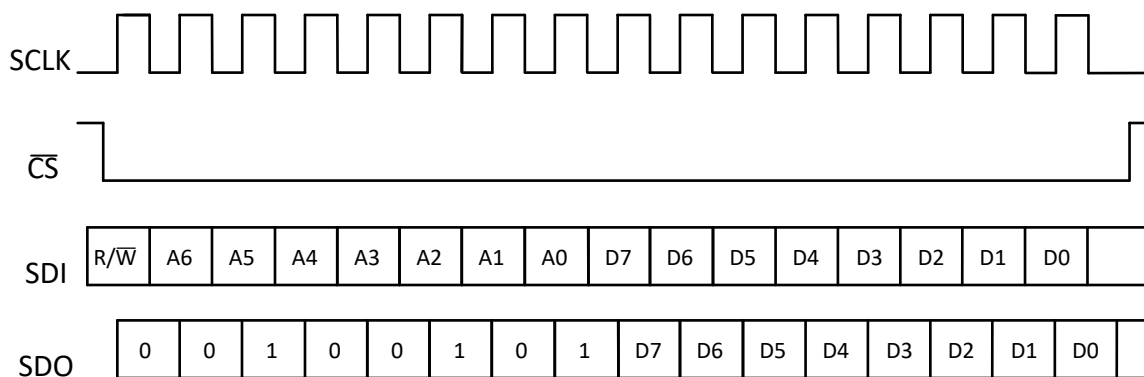 SCLK
C̅S̅
SDI R/W̅ A6 A5 A4 A3 A2 A1 A0 D7 D6 D5 D4 D3 D2 D1 D0
SDO 0 0 1 0 0 1 0 1 D7 D6 D5 D4 D3 D2 D1 D0